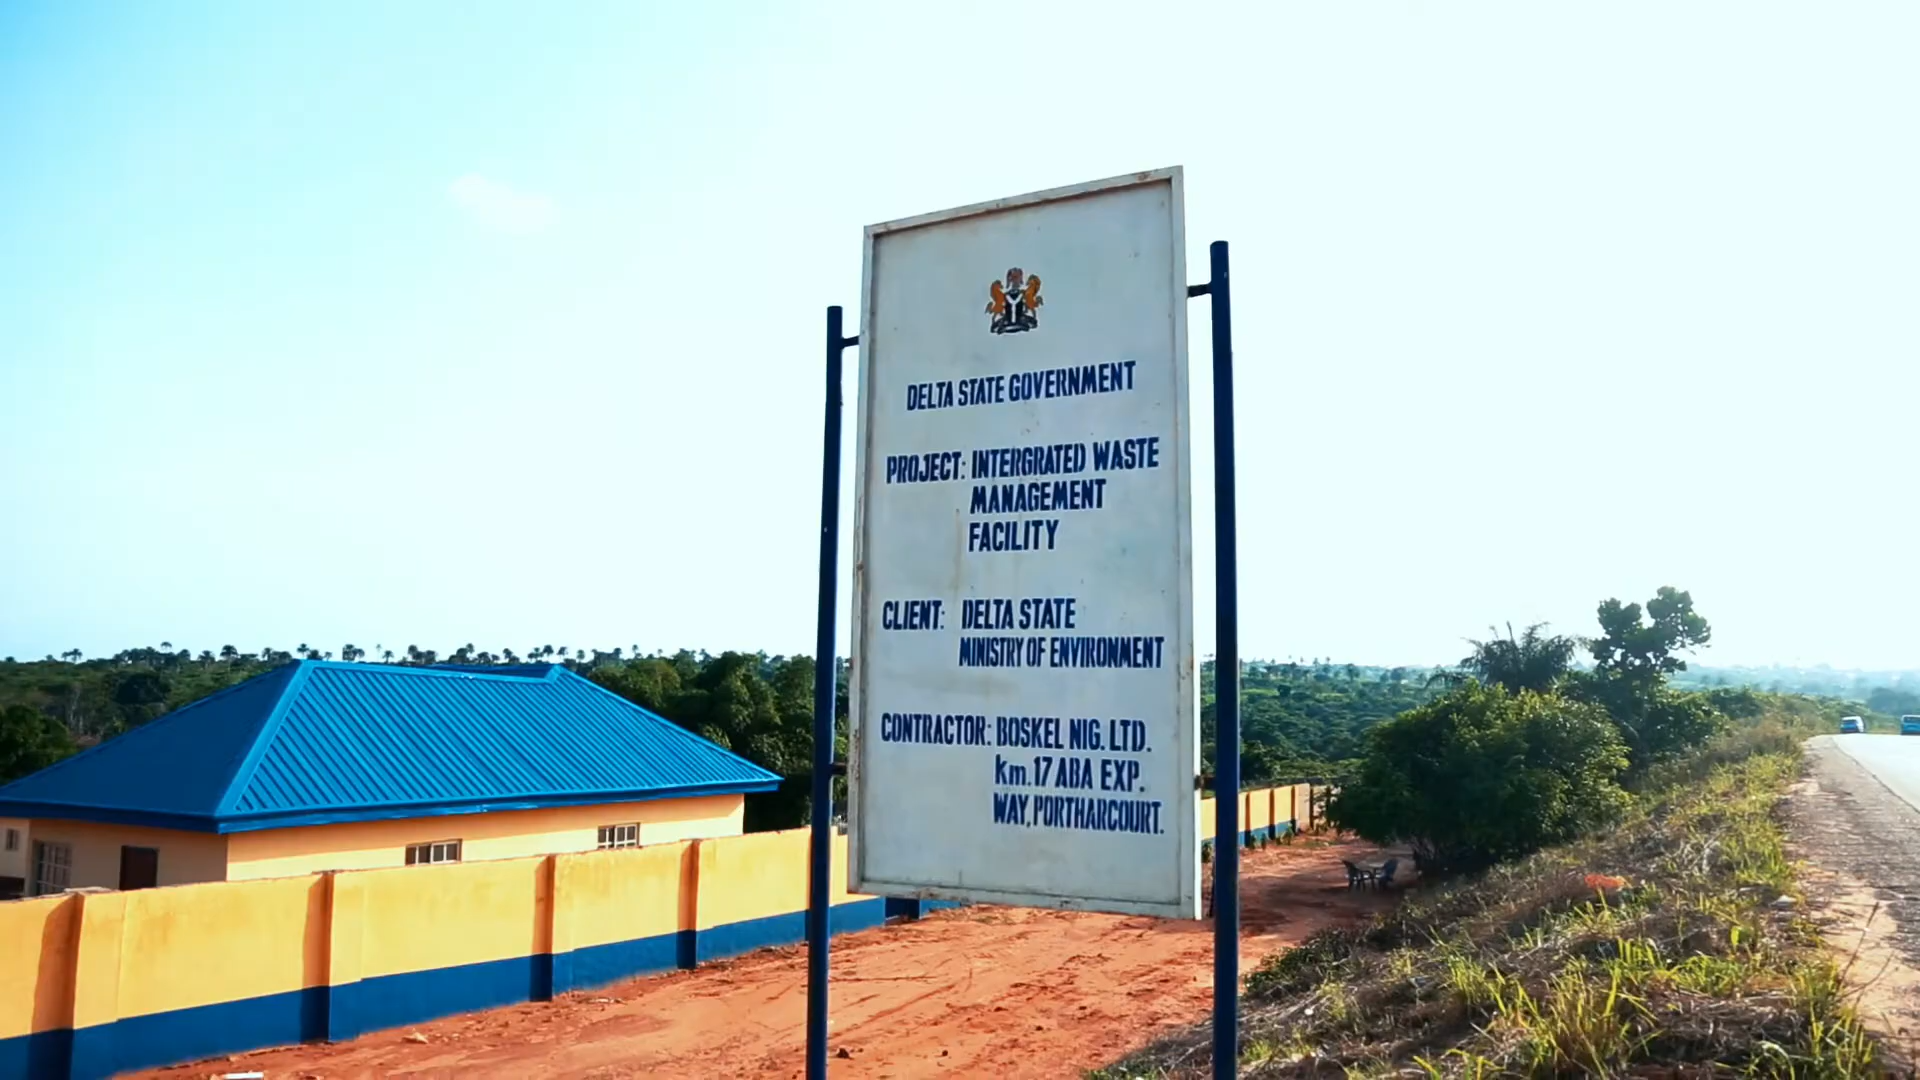 DELTA STATE GOVERNMENT
PROJECT: INTERGRATED WASTE
MANAGEMENT
FACILITY
CLIENT: DELTA STATE
MINISTRY OF ENVIRONMENT
CONTRACTOR: BOSKEL NIG. LTD.
km. 17 ABA EXP.
WAY, PORTHARCOURT.